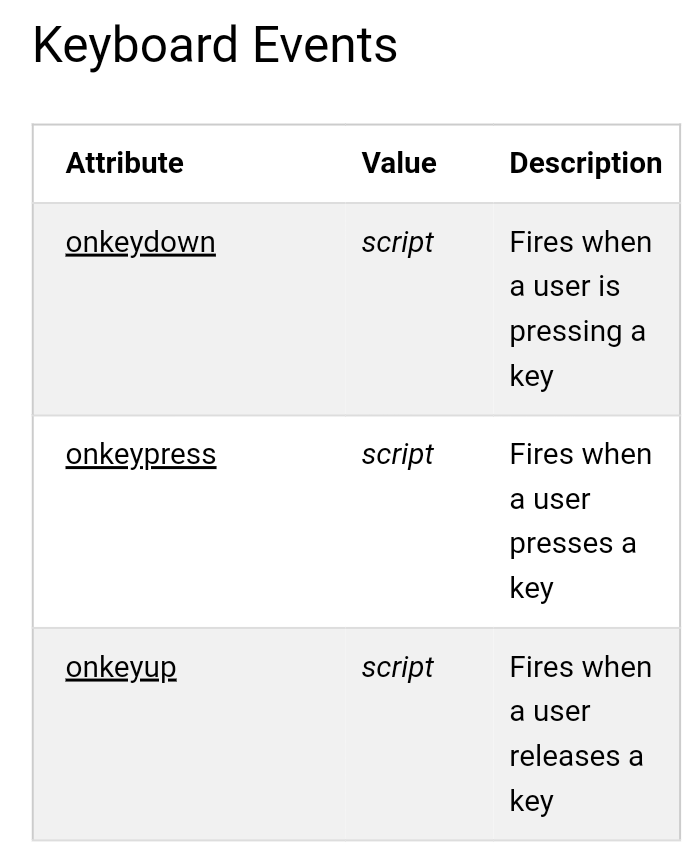 Keyboard Events
Attribute Value Description
onkeydown script Fires when
a user is
pressing a
key
onkeypress script Fires when
a user
presses a
key
onkeyup script Fires when
a user
releases a
key